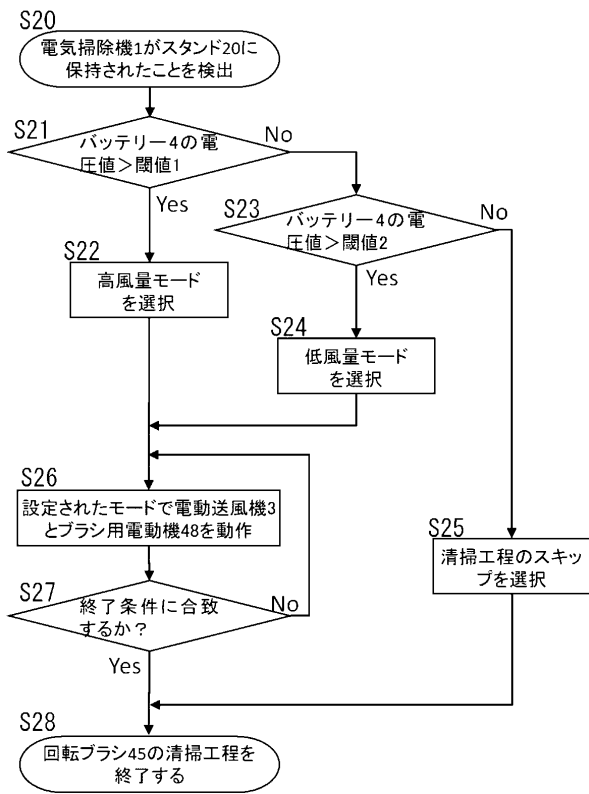 S20
電気掃除機1がスタンド20に
保持されたことを検出
S21
バッテリー4の電
圧値＞閾値1
No
Yes
S23
バッテリー4の電
圧値＞閾値2
No
Yes
S22
高風量モード
を選択
S24
低風量モード
を選択
S26
設定されたモードで電動送風機3
とブラシ用電動機48を動作
S25
清掃工程のスキッ
プを選択
S27
終了条件に合致
するか？
No
Yes
S28
回転ブラシ45の清掃工程を
終了する